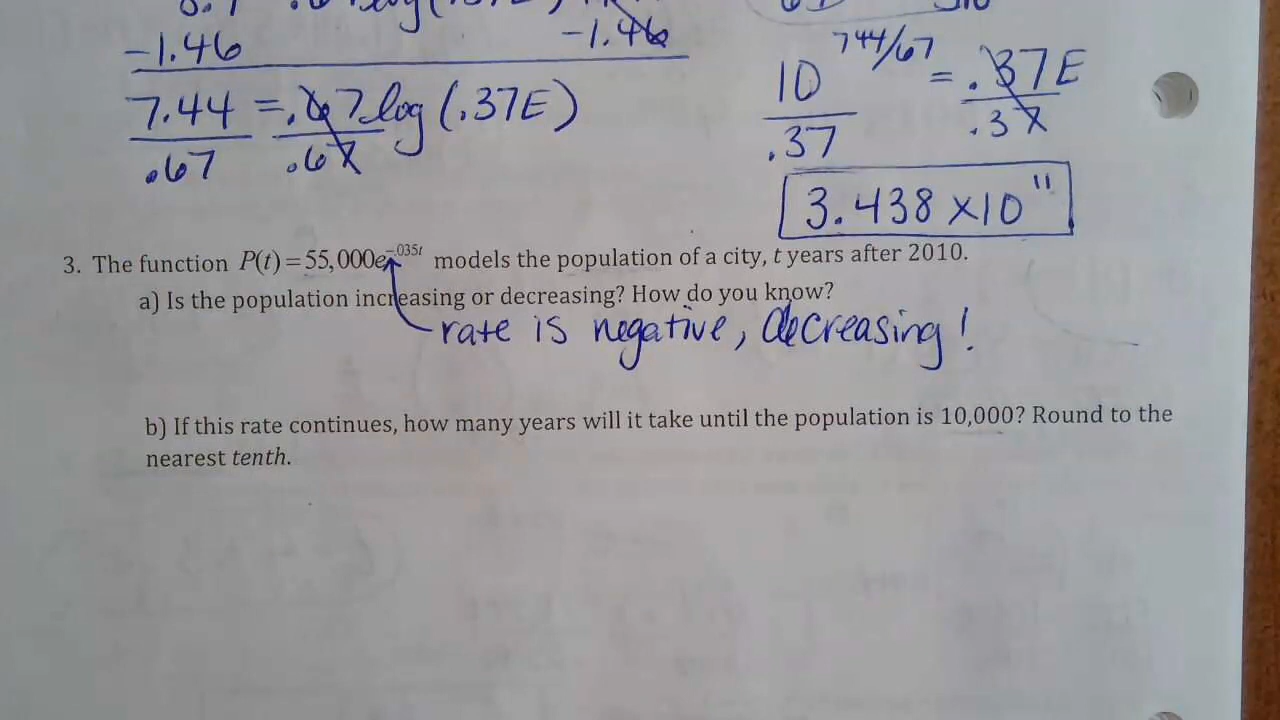 -1.46 -1.46
7.44 = .67 log (.37E)
.67 .67
10^744/67 = .37E
.37 .37
3.438 x10^11
3. The function P(t) = 55,000e^-.035t models the population of a city, t years after 2010.
a) Is the population increasing or decreasing? How do you know?
rate is negative, decreasing!
b) If this rate continues, how many years will it take until the population is 10,000? Round to the
nearest tenth.